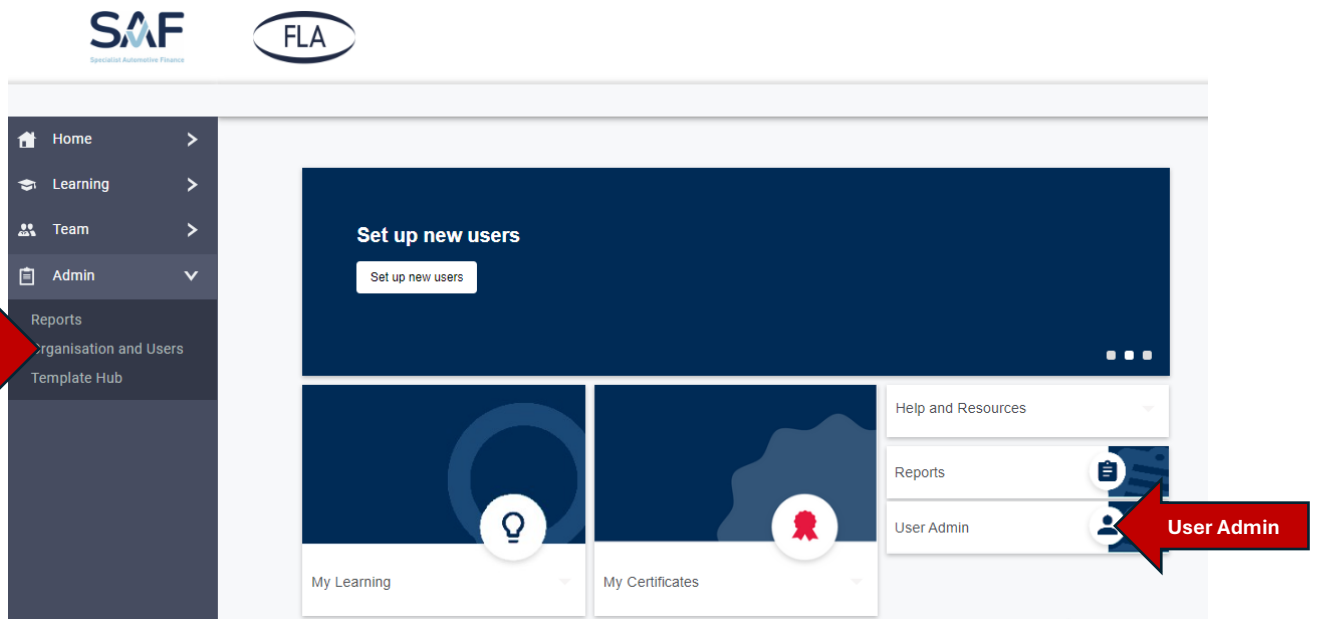 SAF
Specialist Automotive Finance
FLA
Home
Learning
Team
Admin
Reports
rganisation and Users
Template Hub
Set up new users
Set up new users
My Learning
My Certificates
Help and Resources
Reports
User Admin
User Admin